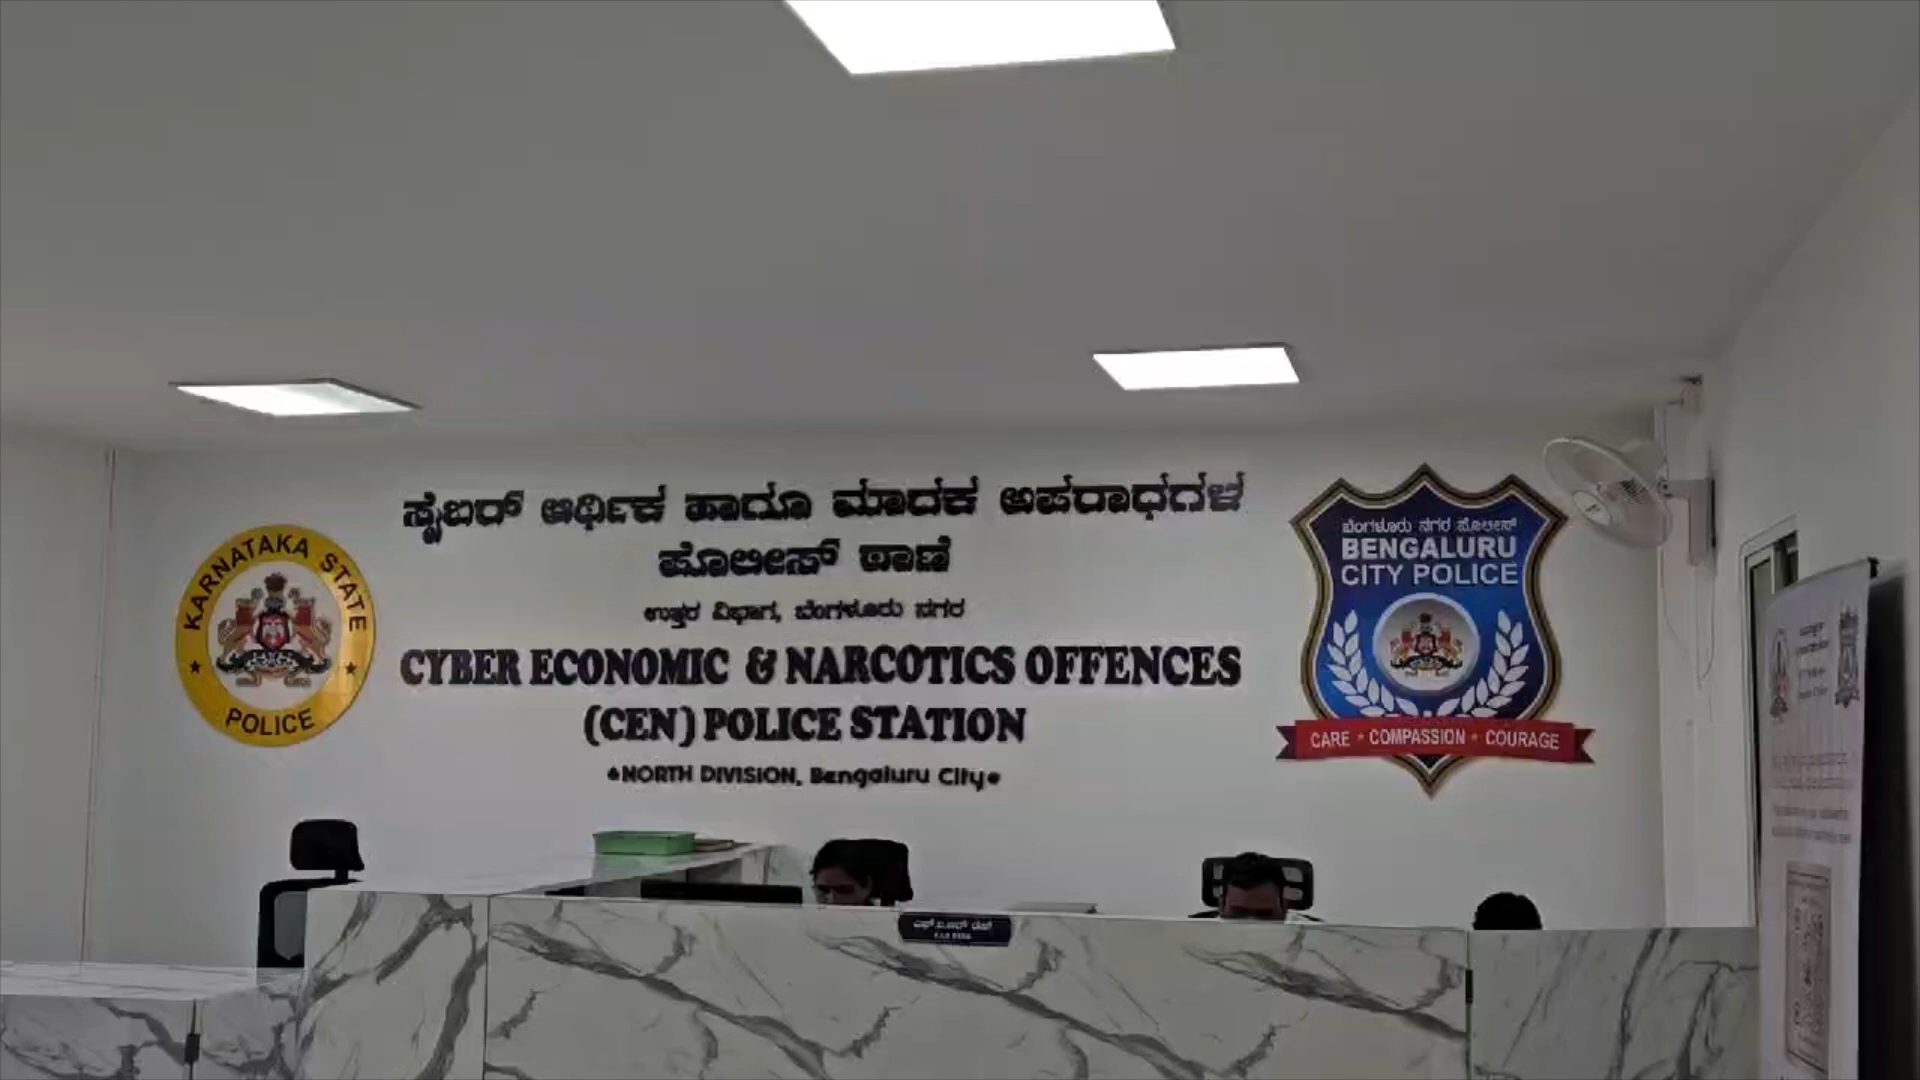 ಸೈಬರ್ ಆರ್ಥಿಕ ಹಾಗೂ ಮಾದಕ ಅಪರಾಧಗಳ
ಪೊಲೀಸ್ ಠಾಣೆ
ಉತ್ತರ ವಿಭಾಗ, ಬೆಂಗಳೂರು ನಗರ
CYBER ECONOMIC & NARCOTICS OFFENCES
(CEN) POLICE STATION
NORTH DIVISION, Bengaluru City
KARNATAKA STATE
POLICE
ಬೆಂಗಳೂರು ನಗರ ಪೊಲೀಸ್
BENGALURU
CITY POLICE
CARE COMPASSION COURAGE